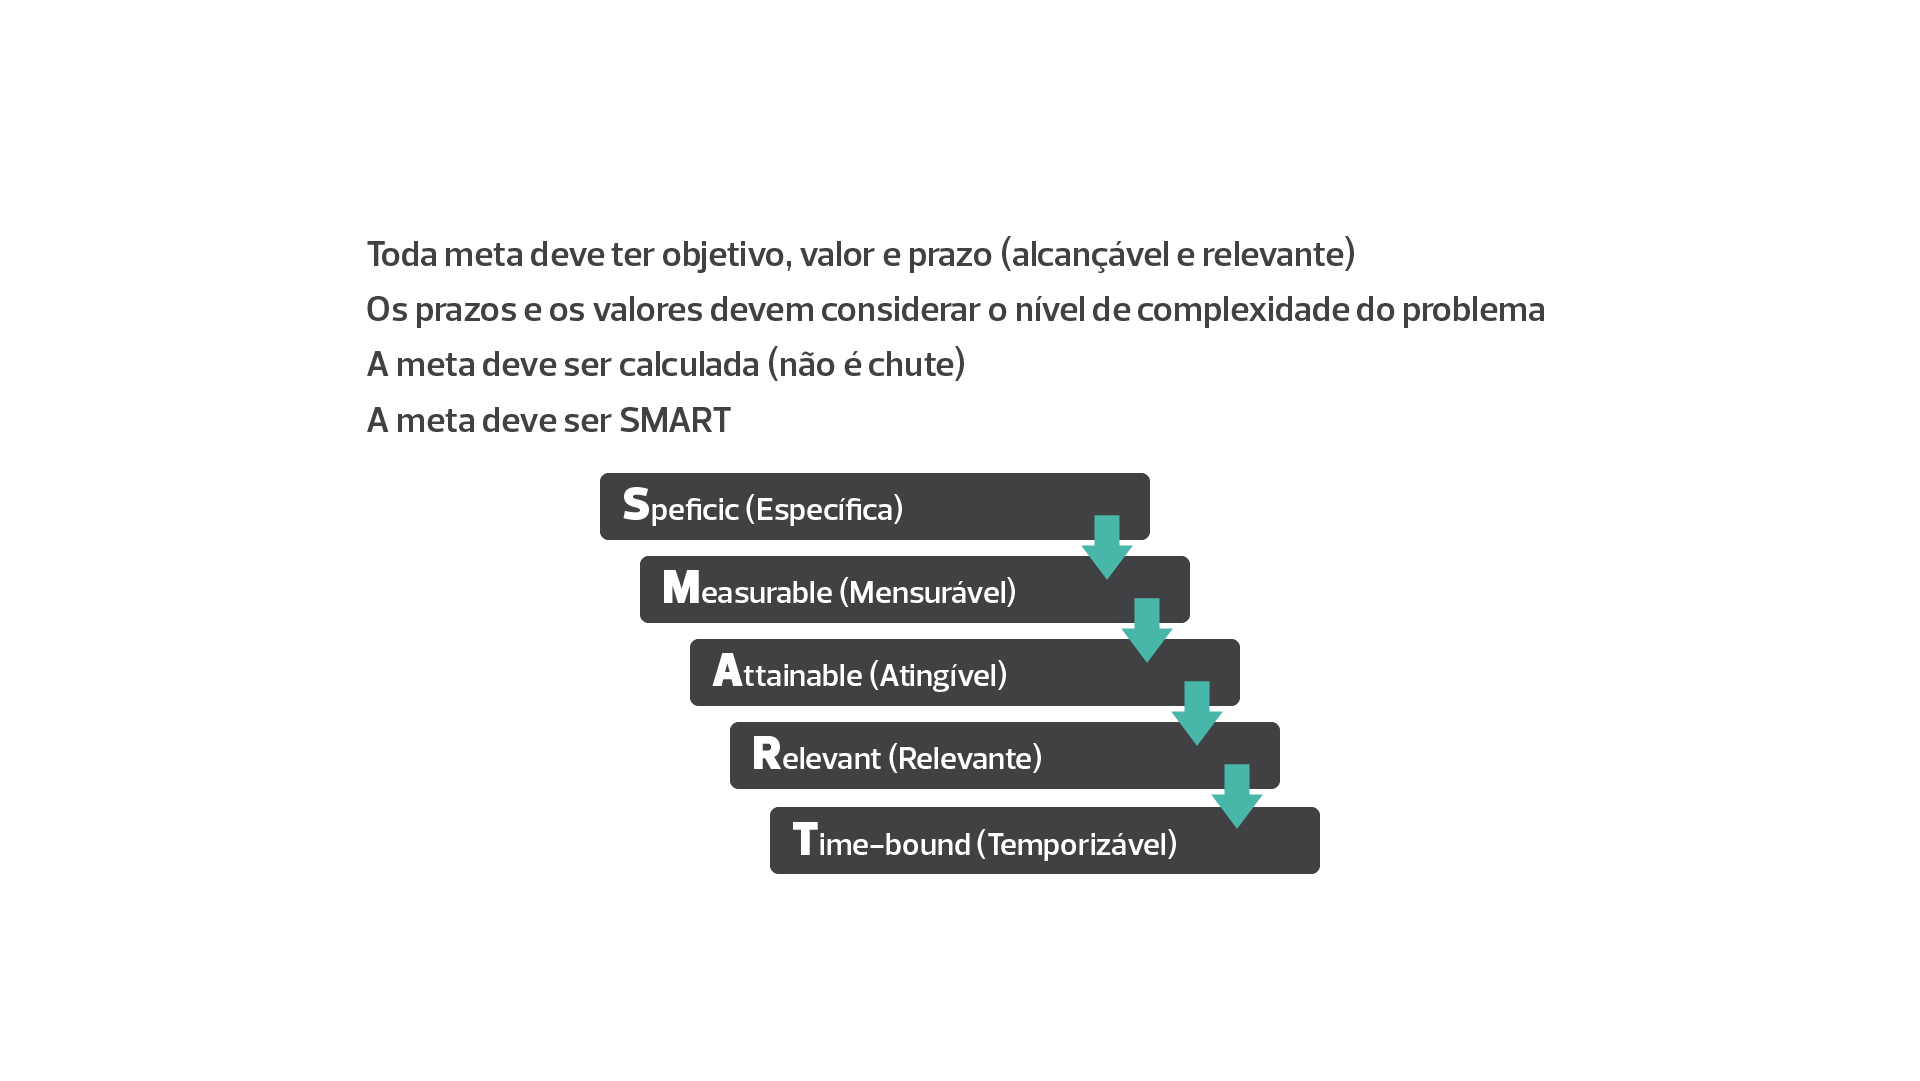 Toda meta deve ter objetivo, valor e prazo (alcançável e relevante)
Os prazos e os valores devem considerar o nível de complexidade do problema
A meta deve ser calculada (não é chute)
A meta deve ser SMART
Speficic (Específica)
Measurable (Mensurável)
Attainable (Atingível)
Relevant (Relevante)
Time-bound (Temporizável)